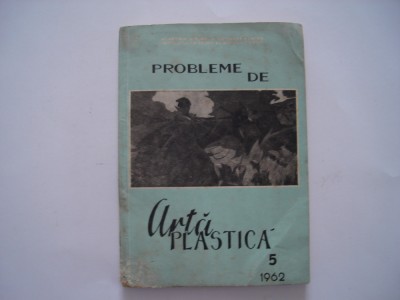 PROBLEME DE
Artă
PLASTICĂ
5
1962